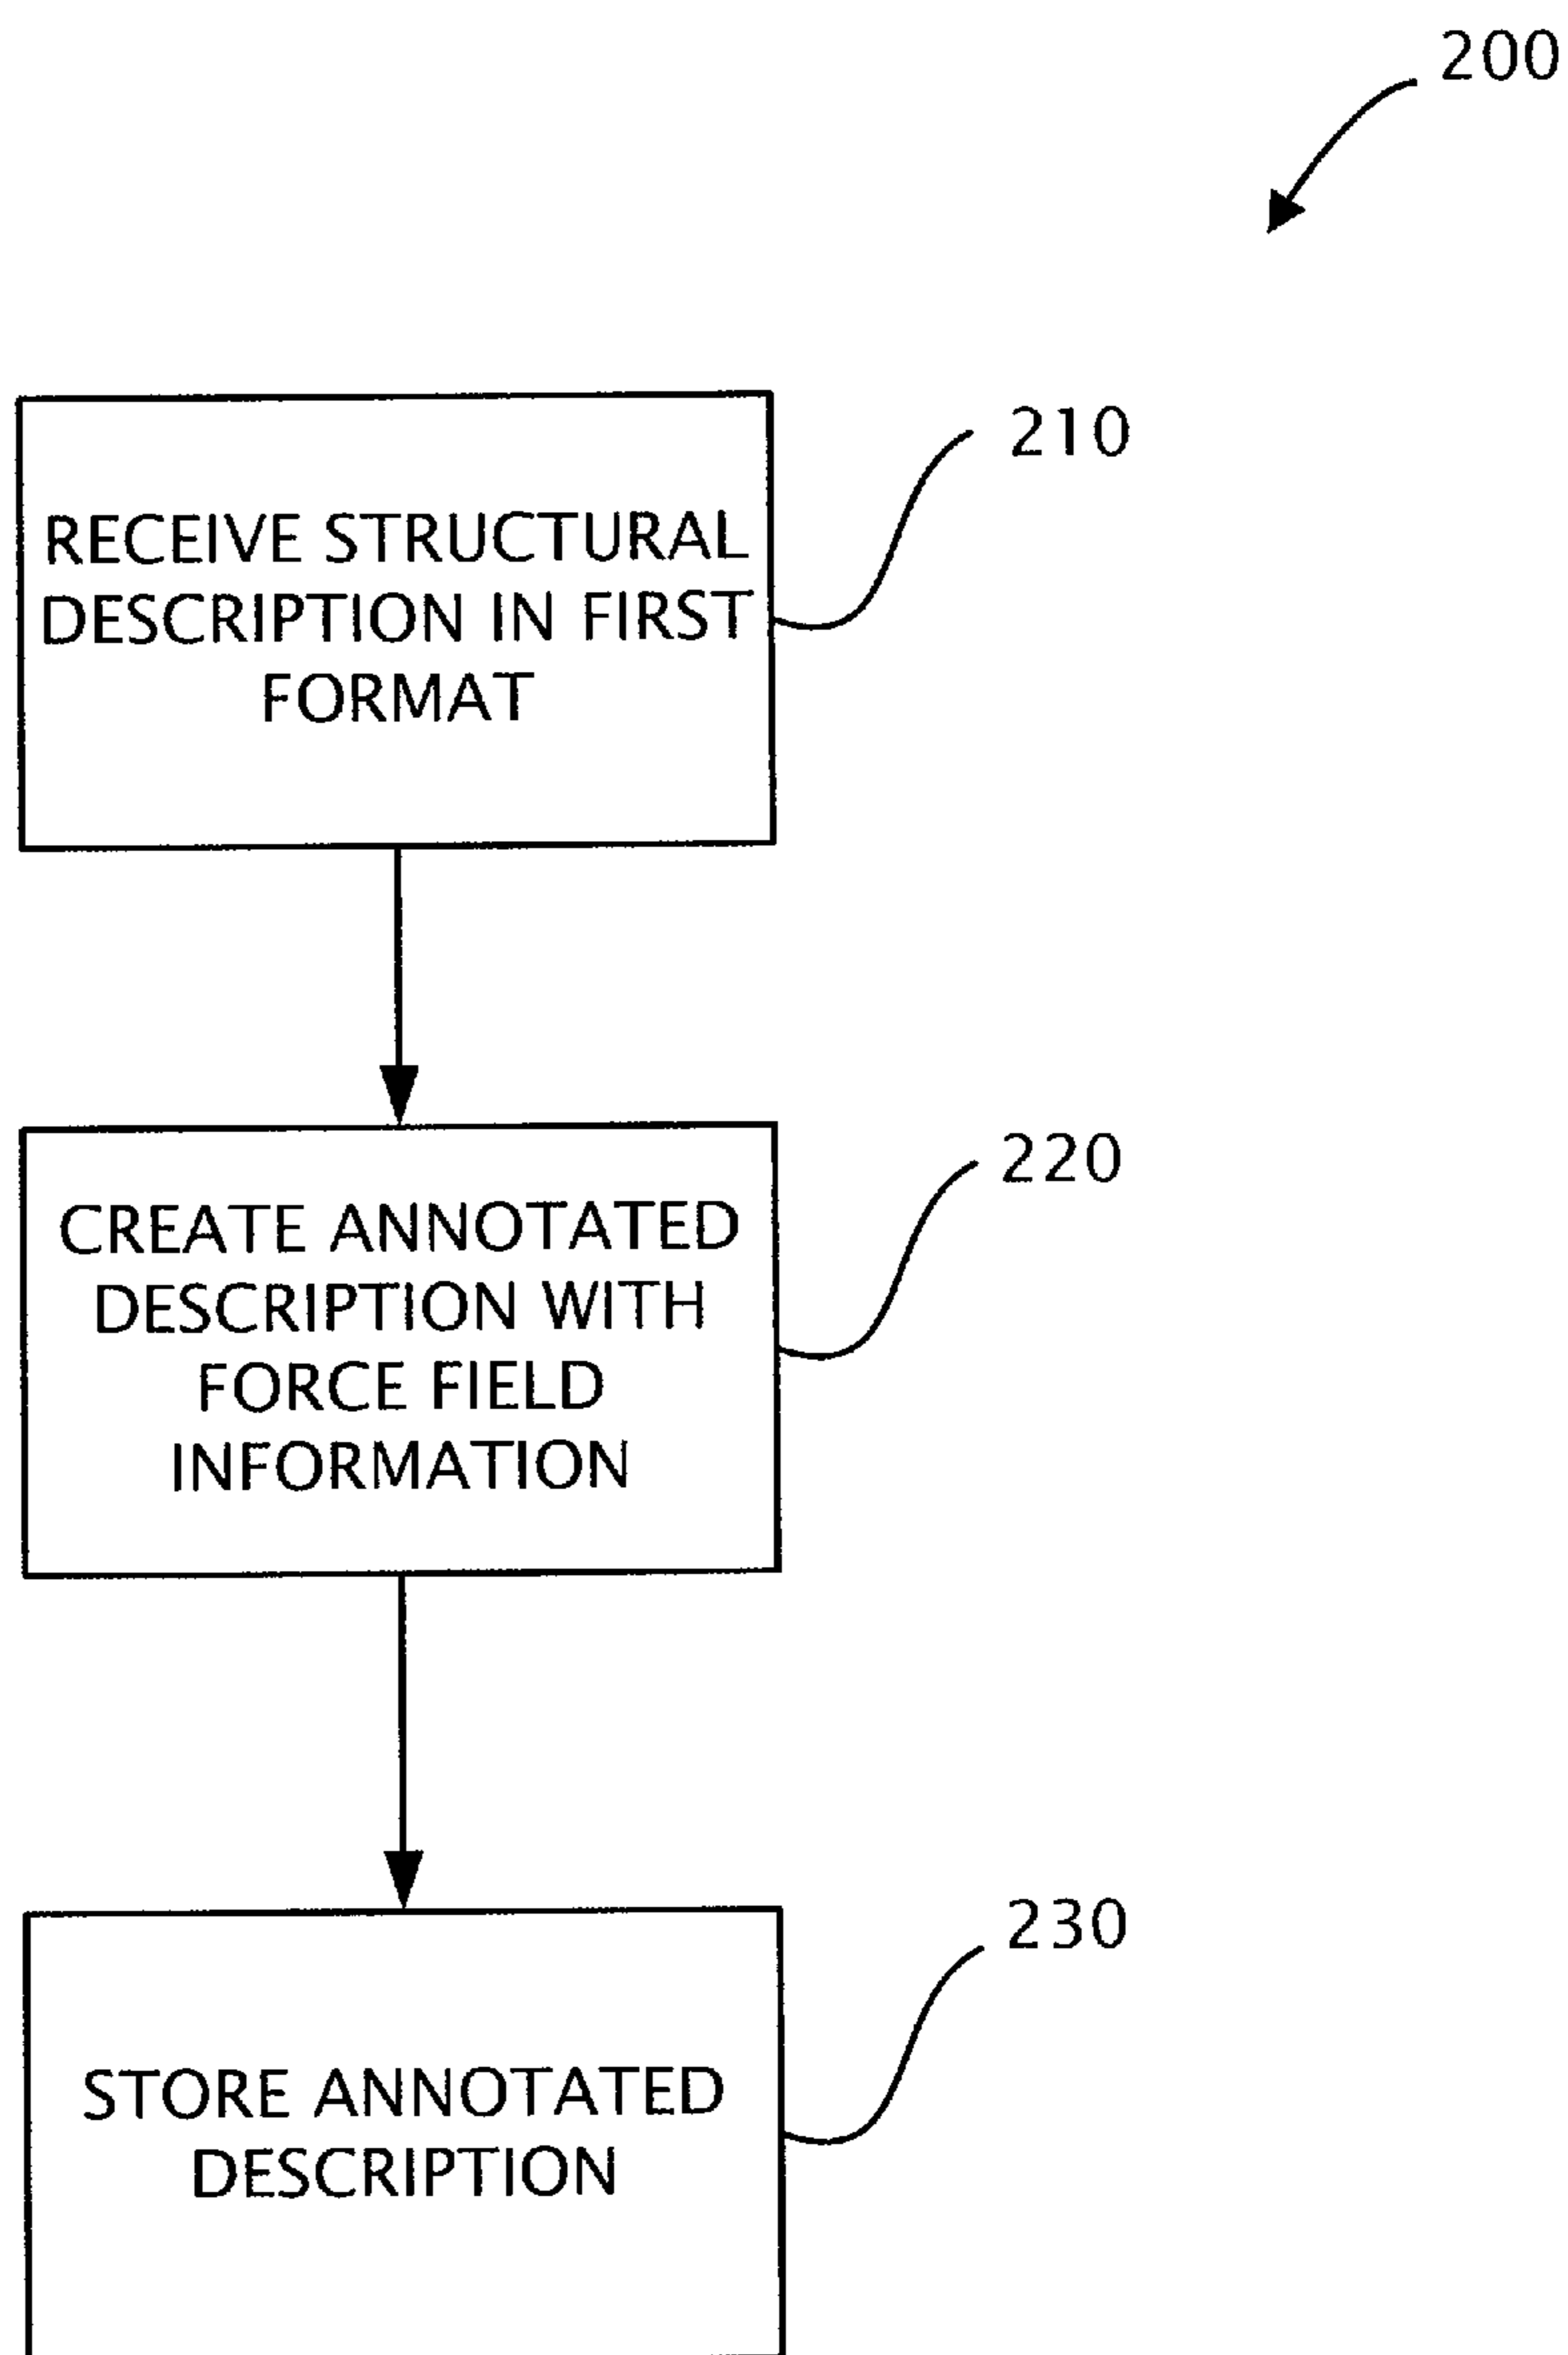 200
210
RECEIVE STRUCTURAL
DESCRIPTION IN FIRST
FORMAT
220
CREATE ANNOTATED
DESCRIPTION WITH
FORCE FIELD
INFORMATION
230
STORE ANNOTATED
DESCRIPTION